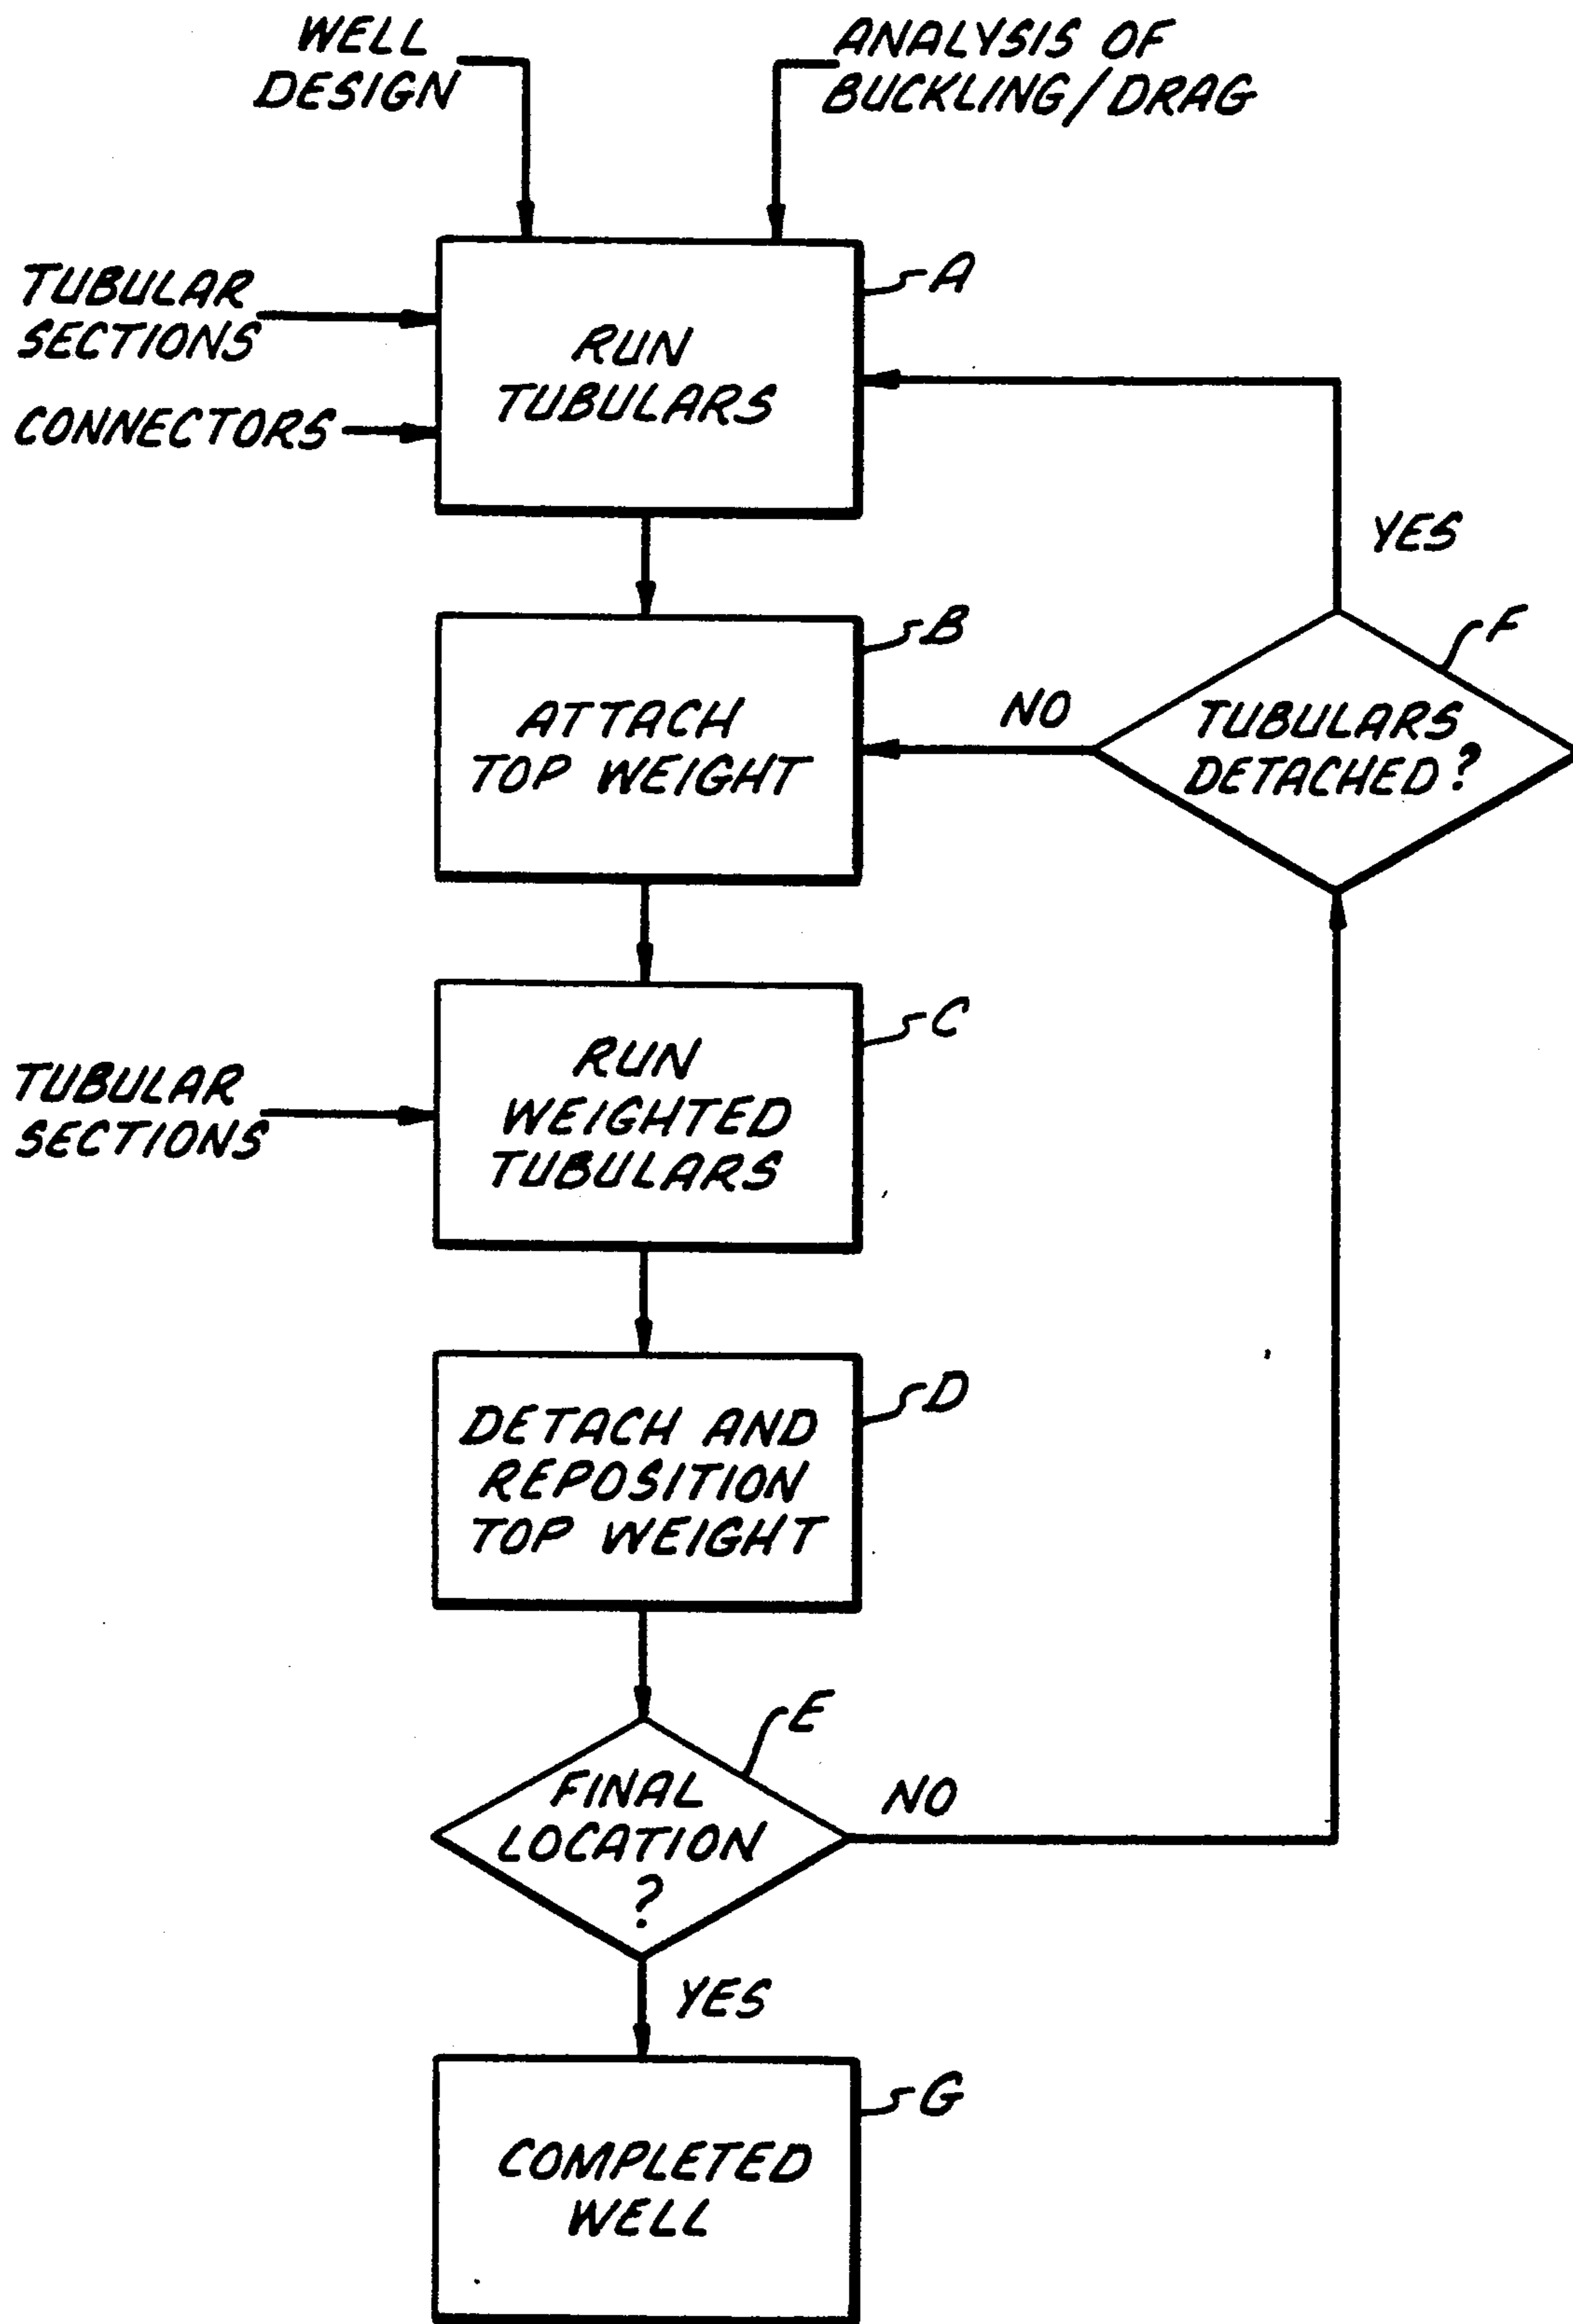 WELL
DESIGN
ANALYSIS OF
BUCKLING/DRAG
TUBULAR
SECTIONS
CONNECTORS
RUN
TUBULARS
A
YES
ATTACH
TOP WEIGHT
B
NO
TUBULARS
DETACHED?
F
TUBULAR
SECTIONS
RUN
WEIGHTED
TUBULARS
C
DETACH AND
REPOSITION
TOP WEIGHT
D
FINAL
LOCATION
?
E
NO
YES
COMPLETED
WELL
G